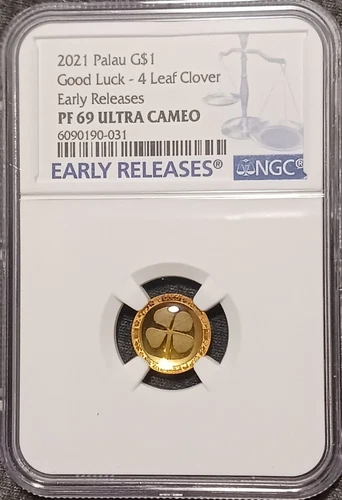 2021 Palau G$1
Good Luck - 4 Leaf Clover
Early Releases
PF 69 ULTRA CAMEO
6090190-031
EARLY RELEASES®
NGC®